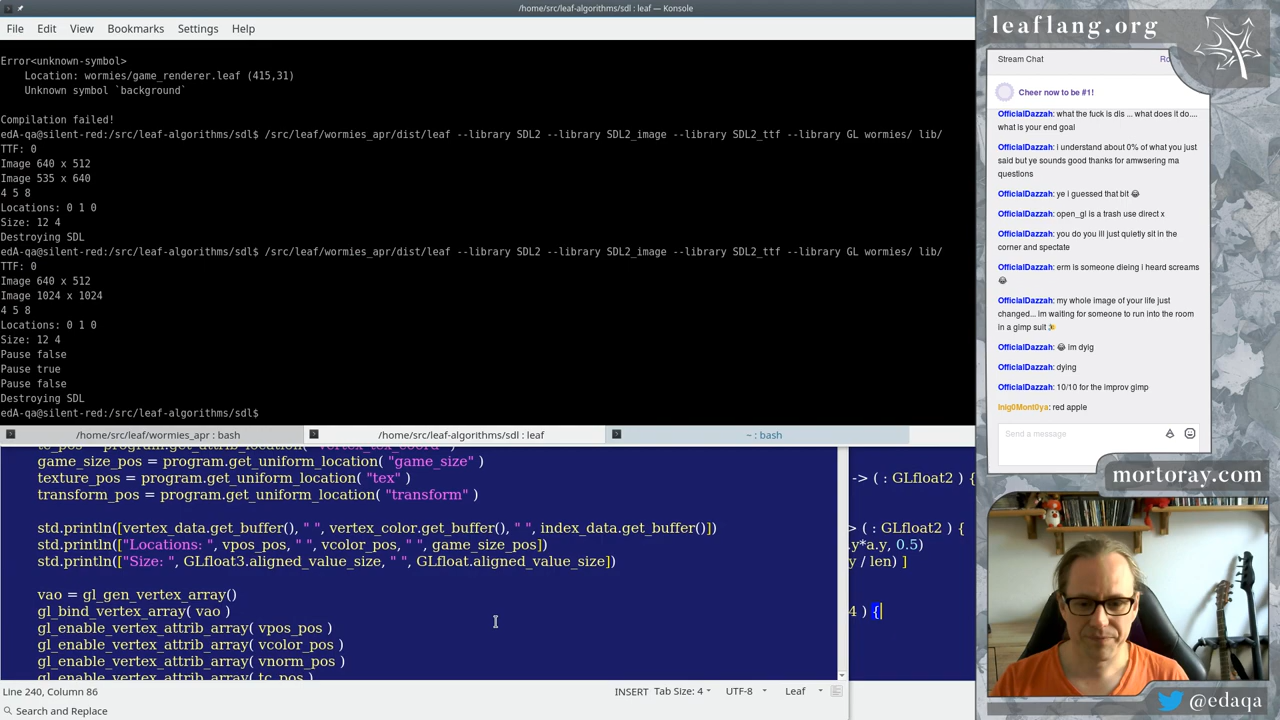 /home/src/leaf-algorithms/sdl : leaf — Konsole
File Edit View Bookmarks Settings Help
Error<unknown-symbol>
Location: wormies/game_renderer.leaf (415,31)
Unknown symbol `background`
Compilation failed!
edA-qa@silent-red:/src/leaf-algorithms/sdl$ /src/leaf/wormies_apr/dist/leaf --library SDL2 --library SDL2_image --library SDL2_ttf --library GL wormies/ lib/
TTF: 0
Image 640 x 512
Image 535 x 640
4 5 8
Locations: 0 1 0
Size: 12 4
Destroying SDL
edA-qa@silent-red:/src/leaf-algorithms/sdl$ /src/leaf/wormies_apr/dist/leaf --library SDL2 --library SDL2_image --library SDL2_ttf --library GL wormies/ lib/
TTF: 0
Image 640 x 512
Image 1024 x 1024
4 5 8
Locations: 0 1 0
Size: 12 4
Pause false
Pause true
Pause false
Destroying SDL
edA-qa@silent-red:/src/leaf-algorithms/sdl$
/home/src/leaf/wormies_apr : bash
/home/src/leaf-algorithms/sdl : leaf
~ : bash
game_size_pos = program.get_uniform_location( "game_size" )
texture_pos = program.get_uniform_location( "tex" )
transform_pos = program.get_uniform_location( "transform" )
std.println([vertex_data.get_buffer(), " ", vertex_color.get_buffer(), " ", index_data.get_buffer()])
std.println(["Locations: ", vpos_pos, " ", vcolor_pos, " ", game_size_pos])
std.println(["Size: ", GLfloat3.aligned_value_size, " ", GLfloat.aligned_value_size])
vao = gl_gen_vertex_array()
gl_bind_vertex_array( vao )
gl_enable_vertex_attrib_array( vpos_pos )
gl_enable_vertex_attrib_array( vcolor_pos )
gl_enable_vertex_attrib_array( vnorm_pos )
gl_enable_vertex_attrib_array( tc_pos )
-> ( : GLfloat2 ) {
> ( : GLfloat2 ) {
y*a.y, 0.5)
y / len) ]
4 ) {
Line 240, Column 86
INSERT Tab Size: 4 UTF-8 Leaf
Search and Replace
leaflang.org
Stream Chat
Cheer now to be #1!
OfficialDazzah: what the fuck is dis ... what does it do....
what is your end goal
OfficialDazzah: i understand about 0% of what you just
said but ye sounds good thanks for amwsering ma
questions
OfficialDazzah: ye i guessed that bit 😂
OfficialDazzah: open_gl is a trash use direct x
OfficialDazzah: you do you ill just quietly sit in the
corner and spectate
OfficialDazzah: erm is someone dieing i heard screams
😂
OfficialDazzah: my whole image of your life just
changed... im waiting for someone to run into the room
in a gimp suit
OfficialDazzah: 😂 im dyig
OfficialDazzah: dying
OfficialDazzah: 10/10 for the improv gimp
Inig0Mont0ya: red apple
Send a message
mortoray.com
@edaqa